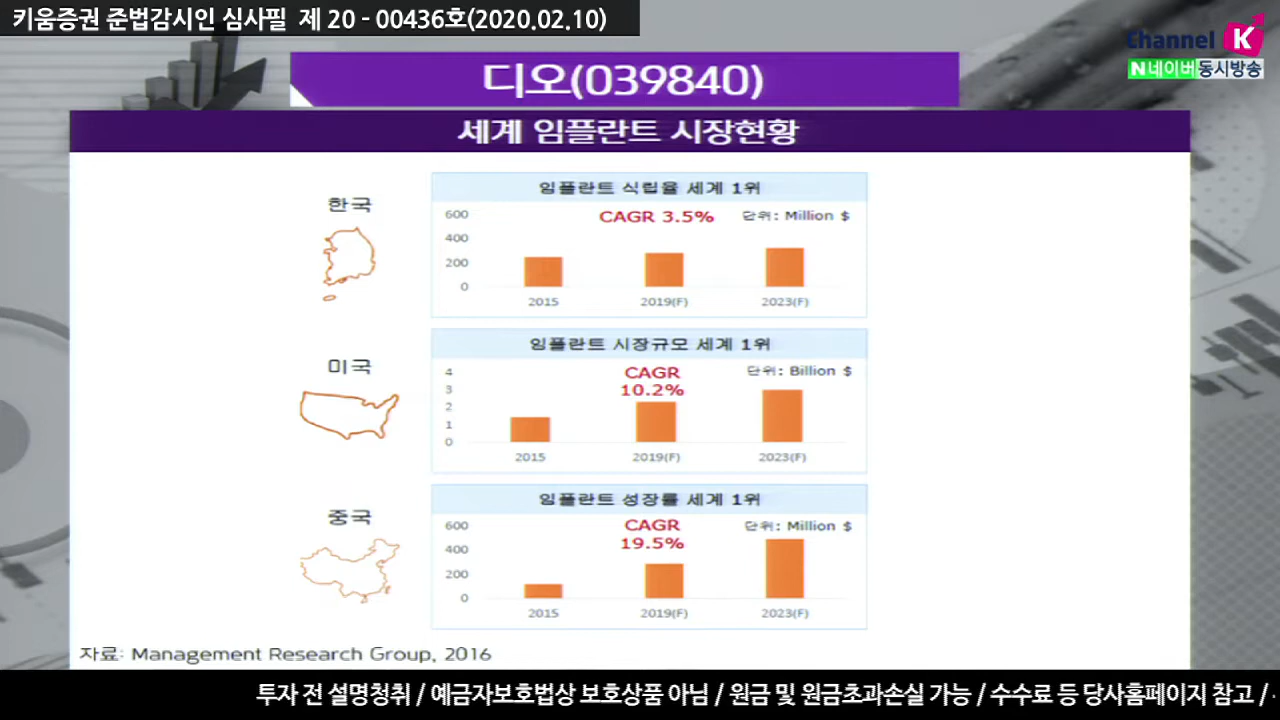 키움증권 준법감시인 심사필 제 20 - 00436호(2020.02.10)
Channel K
N 네이버 동시방송
디오(039840)
세계 임플란트 시장현황
한국
임플란트 식립율 세계 1위
CAGR 3.5%
단위: Million $
600
400
200
0
2015 2019(F) 2023(F)
미국
임플란트 시장규모 세계 1위
CAGR
10.2%
단위: Billion $
4
3
2
1
0
2015 2019(F) 2023(F)
중국
임플란트 성장률 세계 1위
CAGR
19.5%
단위: Million $
600
400
200
0
2015 2019(F) 2023(F)
자료: Management Research Group, 2016
투자 전 설명청취 / 예금자보호법상 보호상품 아님 / 원금 및 원금초과손실 가능 / 수수료 등 당사홈페이지 참고 /